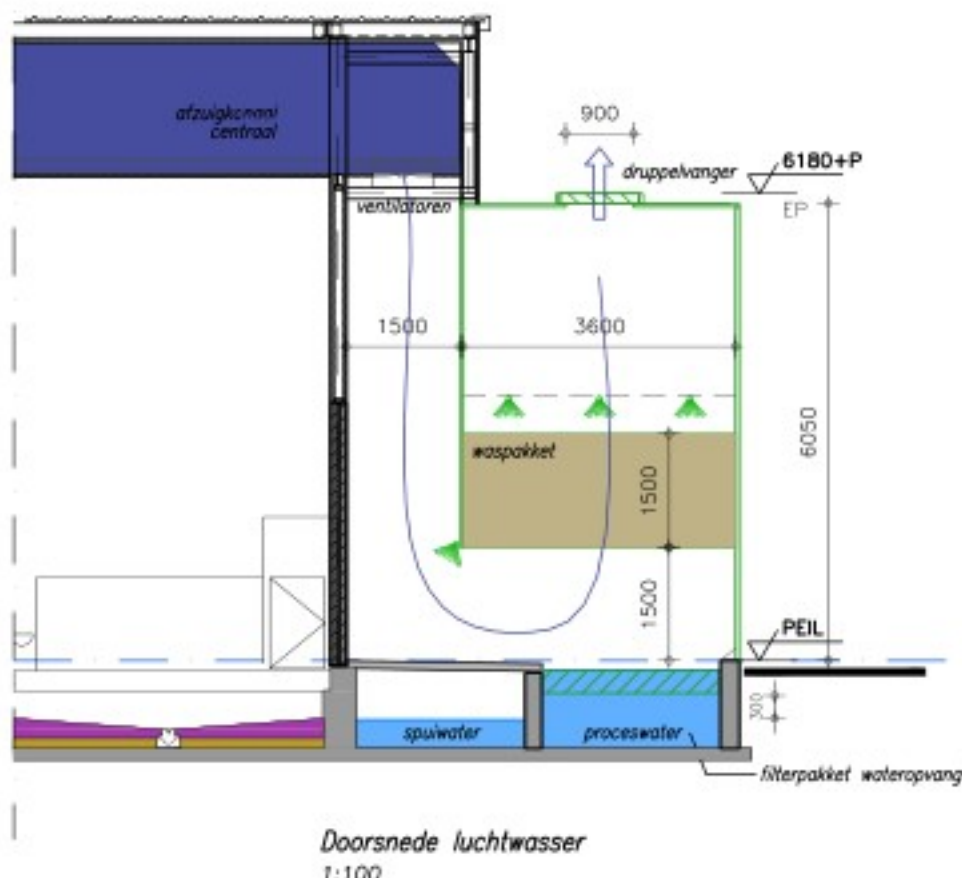 afzuigkanaal
centraal
900
druppelvanger
6180+P
ventilatoren
EP
1500
3600
6050
waspakket
1500
1500
PEIL
300
spuiwater
proceswater
filterpakket wateropvang
Doorsnede luchtwasser
1:100